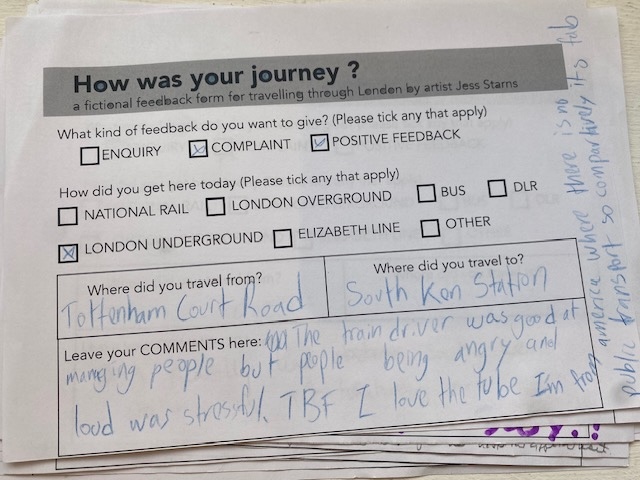 How was your journey ?
a fictional feedback form for travelling through London by artist Jess Starns
What kind of feedback do you want to give? (Please tick any that apply)
ENQUIRY COMPLAINT POSITIVE FEEDBACK
How did you get here today (Please tick any that apply)
NATIONAL RAIL LONDON OVERGROUND BUS DLR
LONDON UNDERGROUND ELIZABETH LINE OTHER
Where did you travel from? Where did you travel to?
Tottenham Court Road South Ken Station
Leave your COMMENTS here: The train driver was good at
managing people but people being angry and
loud was stressful. TBF I love the tube I'm from
america where there is no
public transport so compartively it's fab